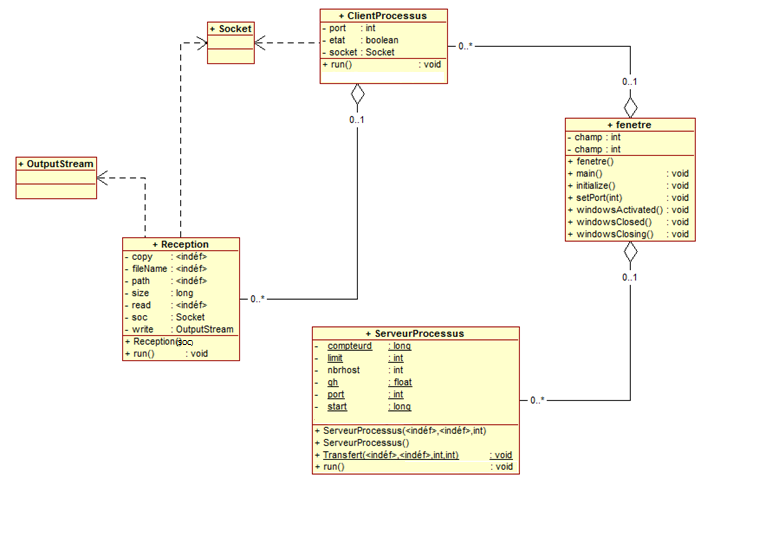 + Socket
+ ClientProcessus
- port : int
- etat : boolean
- socket : Socket
+ run() : void
0..*
0..1
0..1
+ fenetre
- champ : int
- champ : int
+ fenetre()
+ main() : void
+ initialize() : void
+ setPort(int) : void
+ windowsActivated() : void
+ windowsClosed() : void
+ windowsClosing() : void
0..1
+ OutputStream
+ Reception
- copy : <indéf>
- fileName : <indéf>
- path : <indéf>
- size : long
- read : <indéf>
- soc : Socket
- write : OutputStream
+ Reception(soc)
+ run() : void
0..*
+ ServeurProcessus
- compteurd : long
- limit : int
- nbrhost : int
- gh : float
- port : int
- start : long
+ ServeurProcessus(<indéf>,<indéf>,int)
+ ServeurProcessus()
+ Transfert(<indéf>,<indéf>,int,int) : void
+ run() : void
0..*